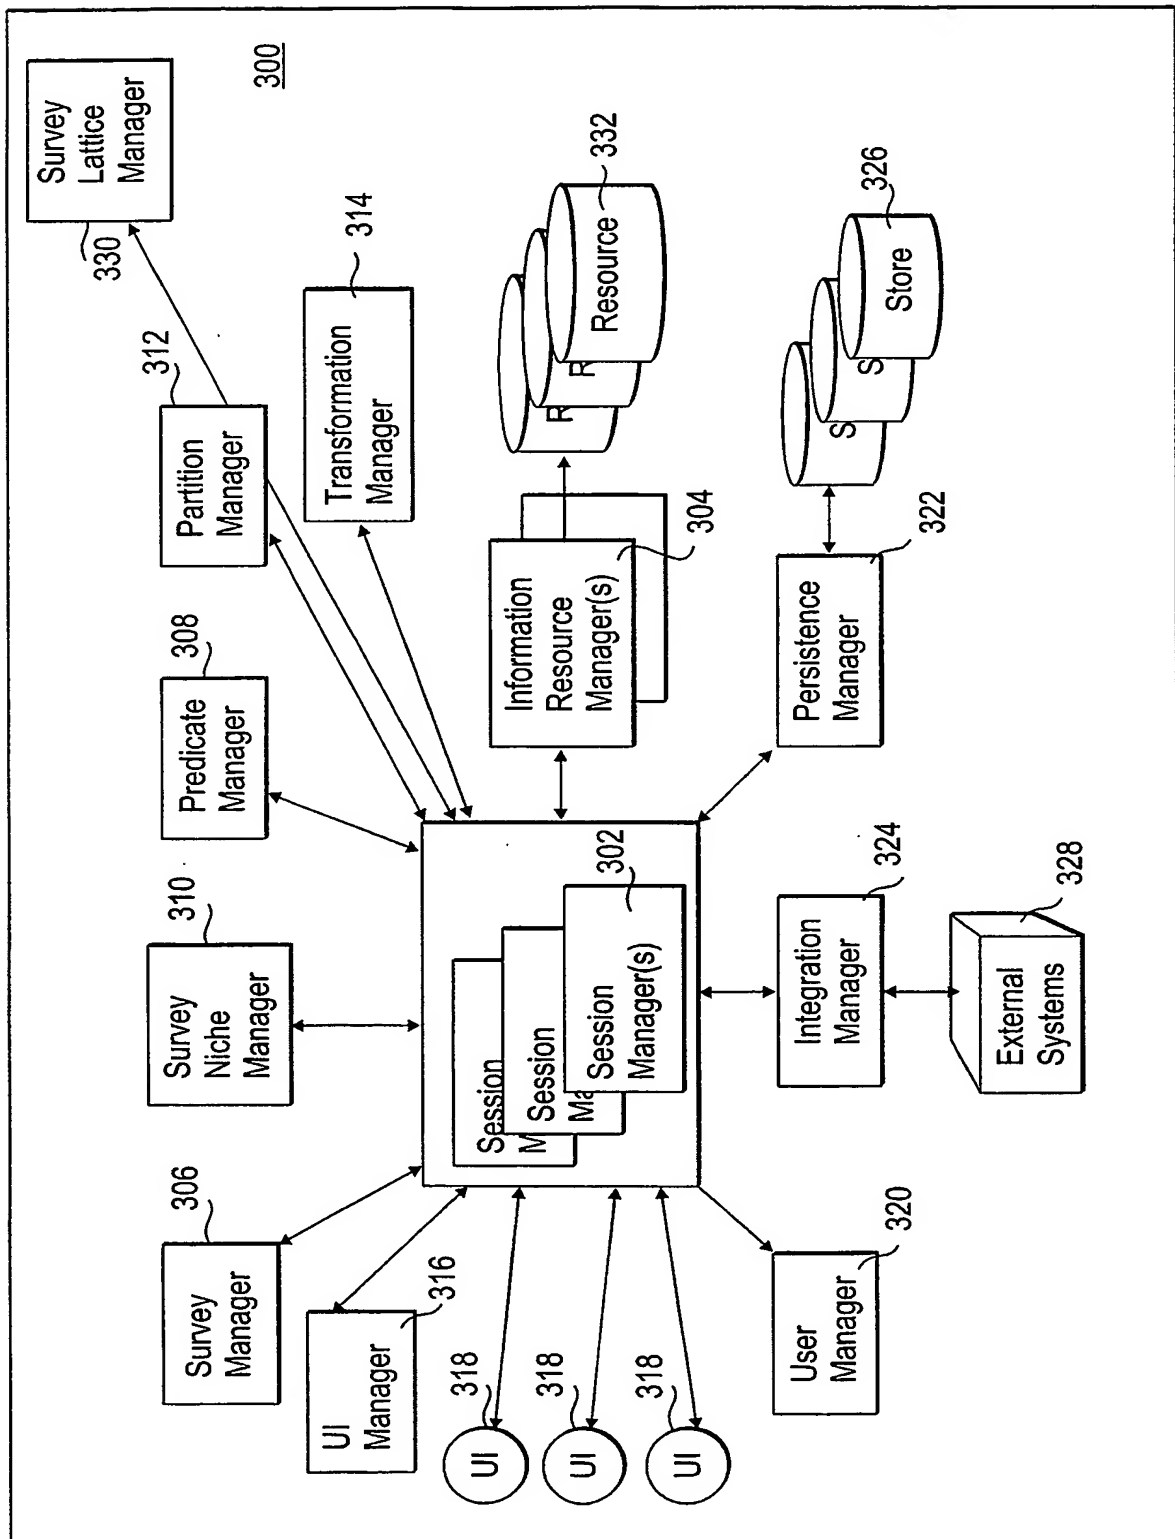 300
Survey
Lattice
Manager
330
306
Survey
Manager
310
Survey
Niche
Manager
308
Predicate
Manager
312
Partition
Manager
314
Transformation
Manager
UI
Manager
316
UI
318
UI
318
UI
318
Session
M
Session
Ma
Session
Manager(s)
302
Information
Resource
Manager(s)
304
R
R
Resource
332
User
Manager
320
Integration
Manager
324
External
Systems
328
Persistence
Manager
322
S
S
Store
326